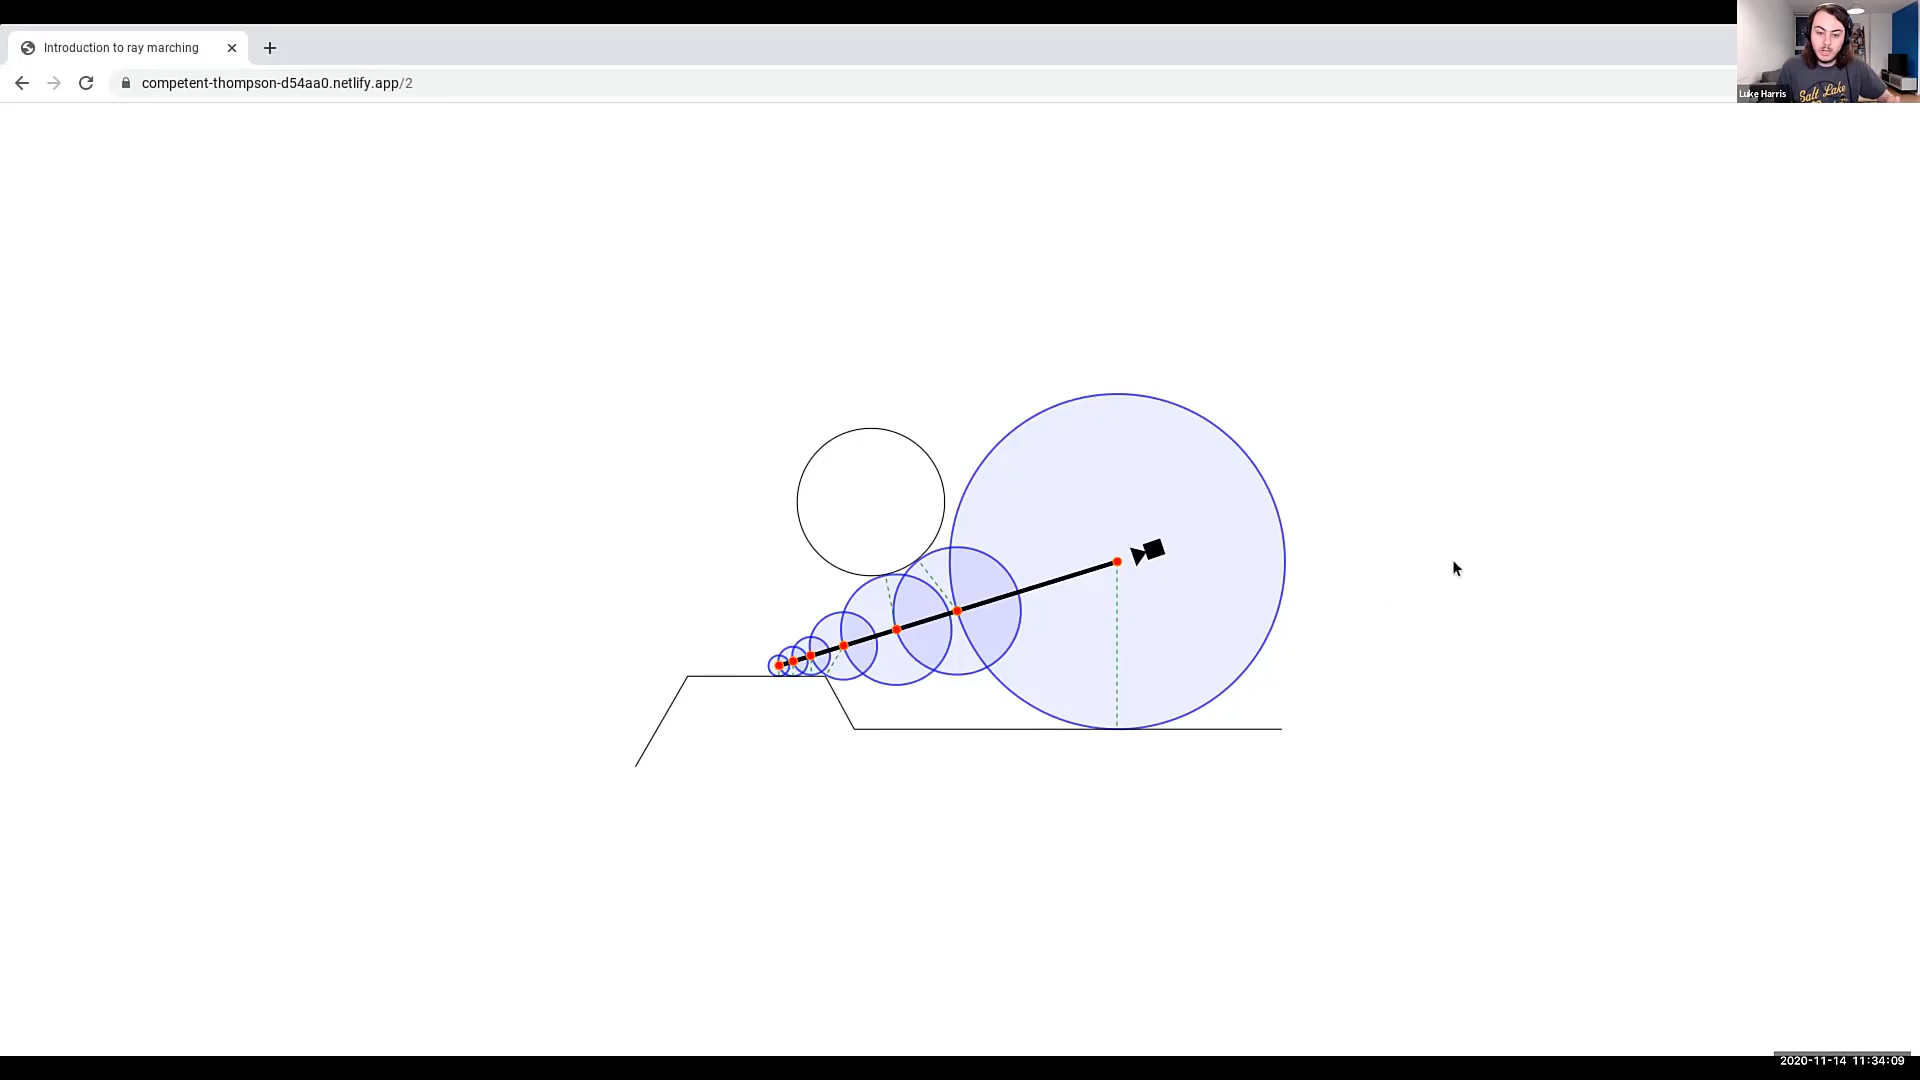 Introduction to ray marching
competent-thompson-d54aa0.netlify.app/2
Luke Harris
Salt Lake
2020-11-14 11:34:09